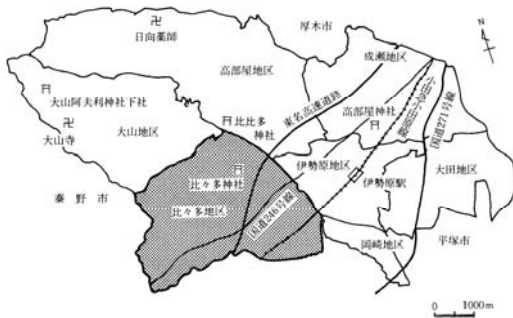 卍
日向薬師
厚木市
N
高部屋地区
成瀬地区
大山阿夫利神社下社
卍
大山寺
大山地区
比比多
神社
東名高速道路
高部屋神社
小田急小田原線
国道271号線
秦野市
比々多神社
比々多地区
伊勢原地区
伊勢原駅
大田地区
国道246号線
岡崎地区
平塚市
0 1000m